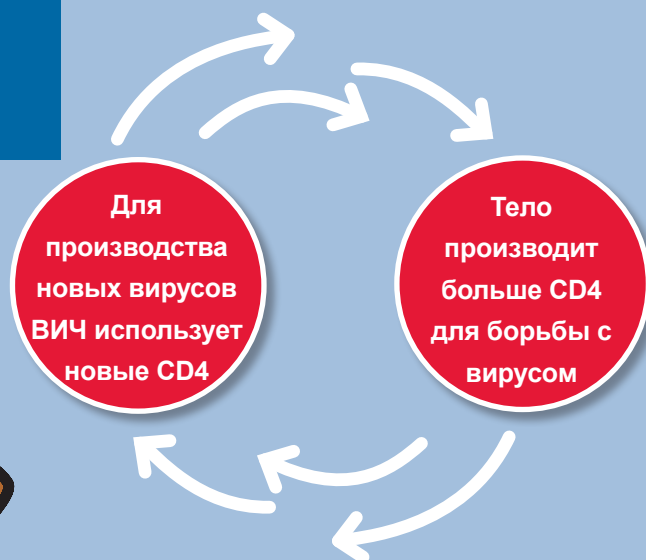 Для
производства
новых вирусов
ВИЧ использует
новые CD4
Тело
производит
больше CD4
для борьбы с
вирусом